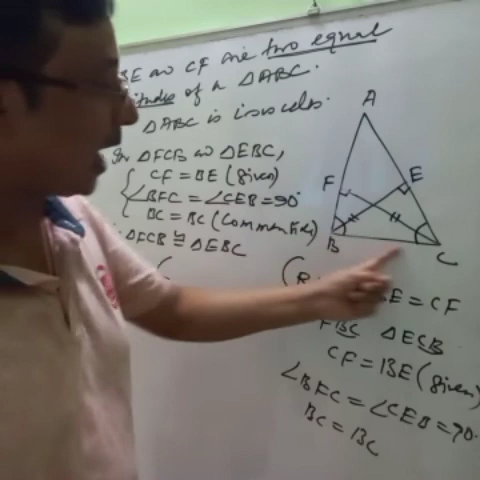 BE and CF are two equal
altitudes of a ΔABC.
ΔABC is isosceles.
In ΔFCB and ΔEBC,
CF = BE (given)
∠BFC = ∠CEB = 90°
BC = BC (Common side)
ΔFCB ≅ ΔEBC
A
F
E
B
C
BE = CF
FBC ΔECB
CF = BE (given)
∠BFC = ∠CEB = 90.
BC = BC